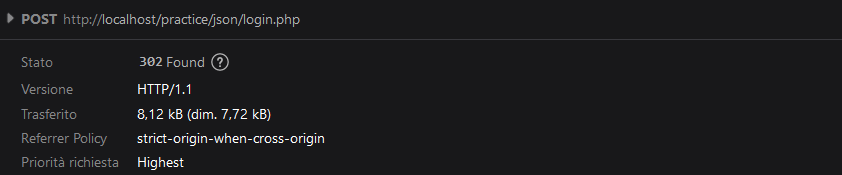 POST http://localhost/practice/json/login.php
Stato 302 Found ?
Versione HTTP/1.1
Trasferito 8,12 kB (dim. 7,72 kB)
Referrer Policy strict-origin-when-cross-origin
Priorità richiesta Highest